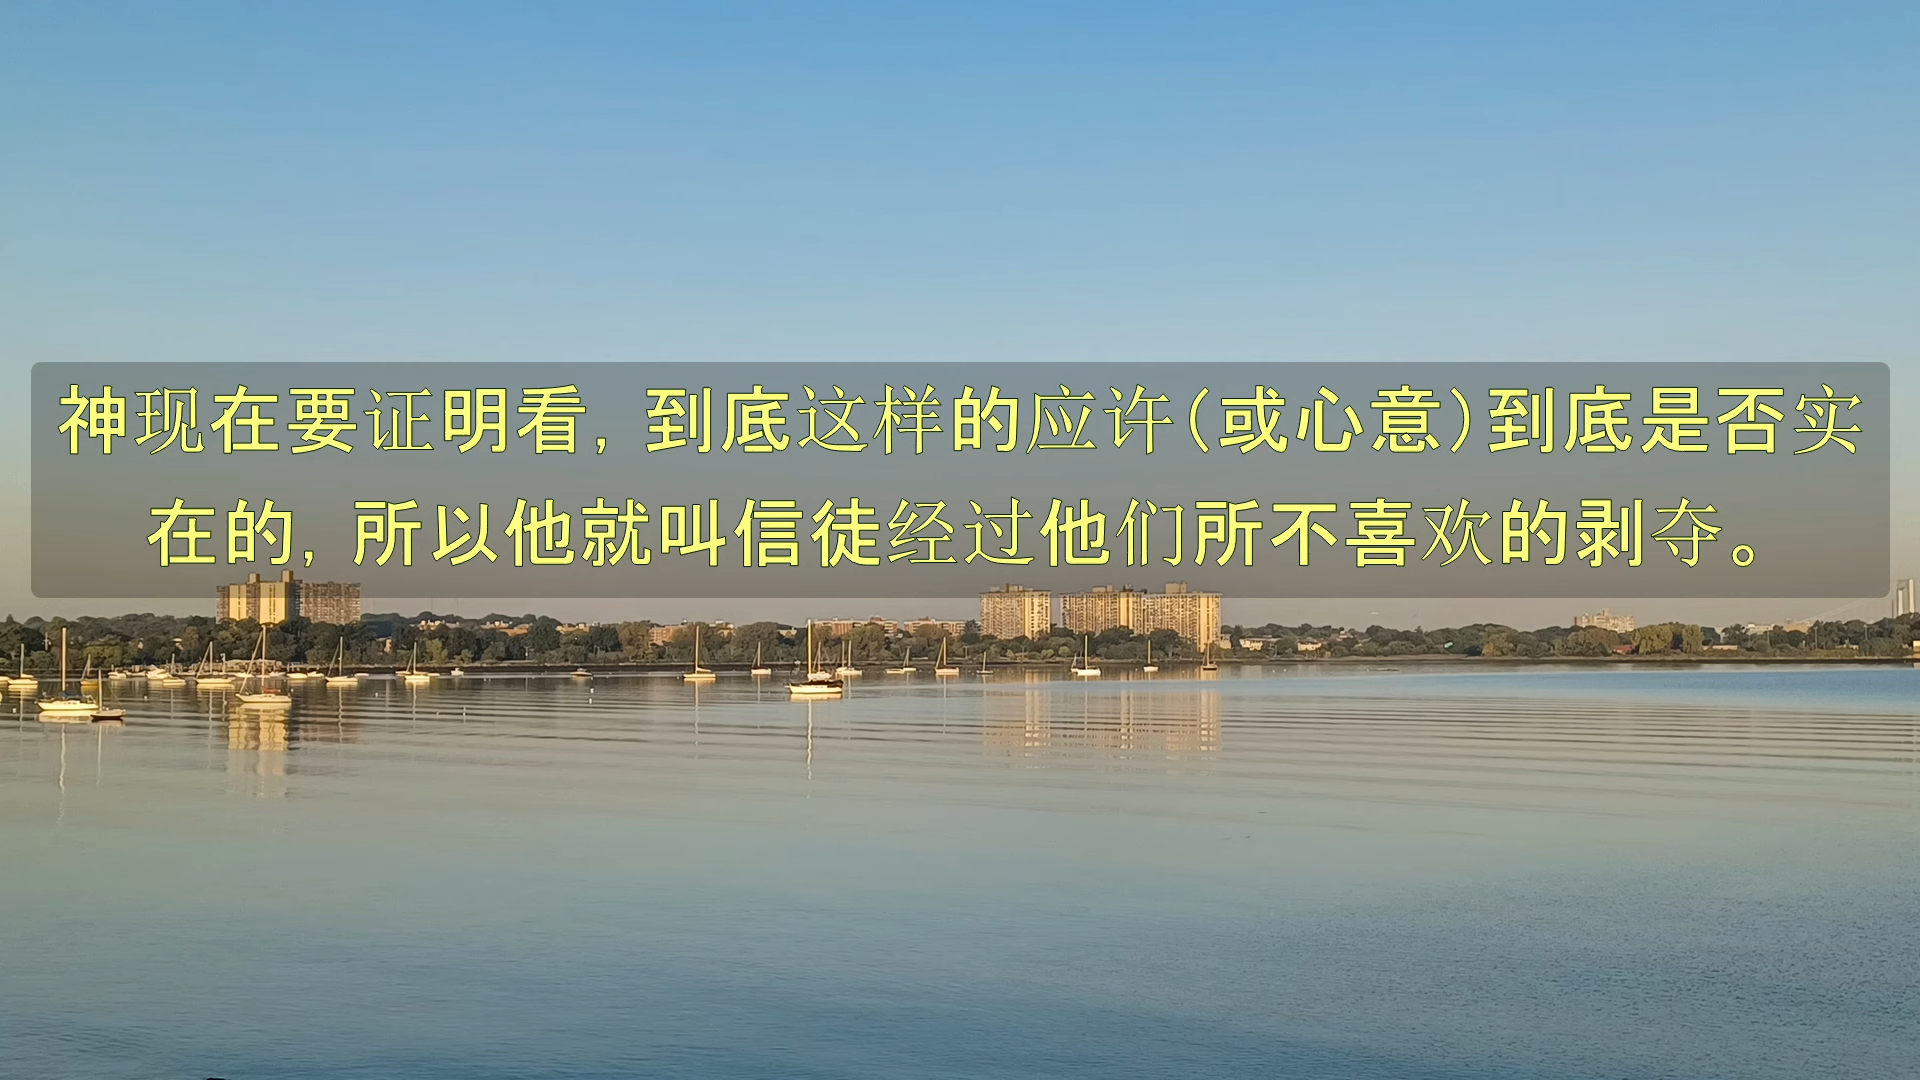 神现在要证明看，到底这样的应许（或心意）到底是否实
在的，所以他就叫信徒经过他们所不喜欢的剥夺。